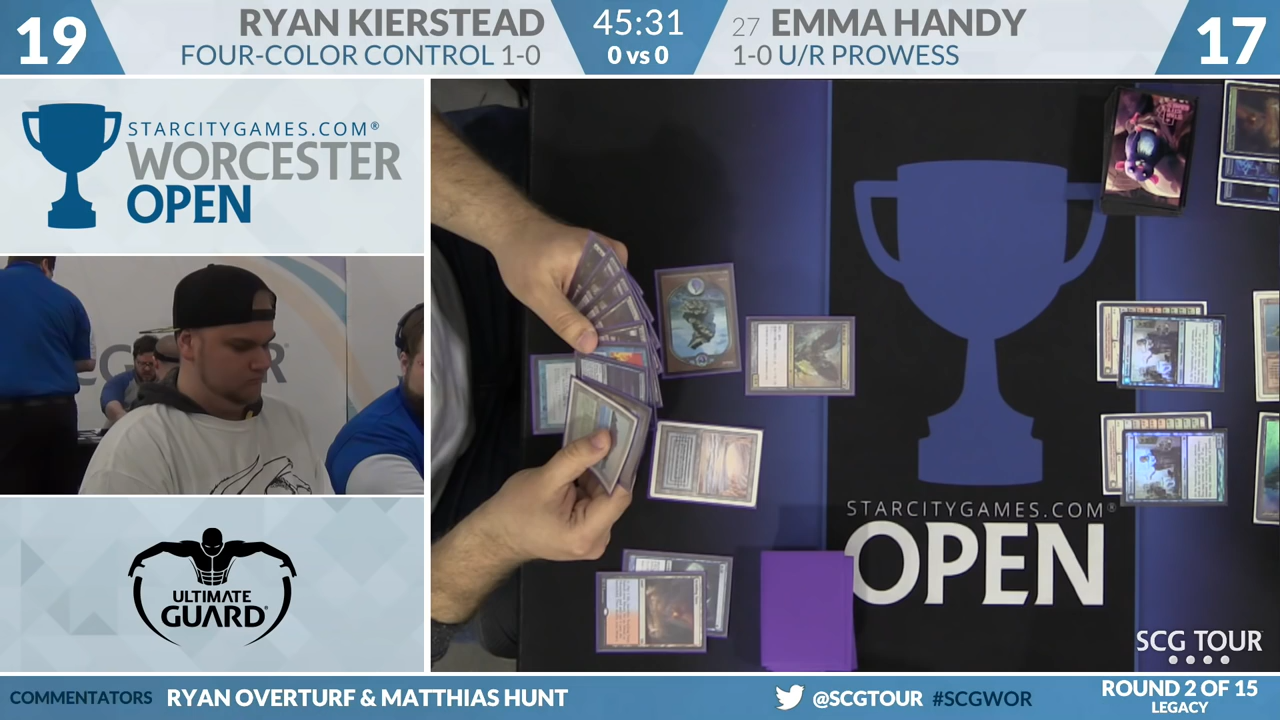 19
RYAN KIERSTEAD
FOUR-COLOR CONTROL 1-0
45:31
0 vs 0
27 EMMA HANDY
1-0 U/R PROWESS
17
STARCITYGAMES.COM®
WORCESTER
OPEN
ULTIMATE
GUARD®
STARCITYGAMES.COM®
OPEN
SCG TOUR
COMMENTATORS RYAN OVERTURF & MATTHIAS HUNT
@SCGTOUR #SCGWOR
ROUND 2 OF 15
LEGACY